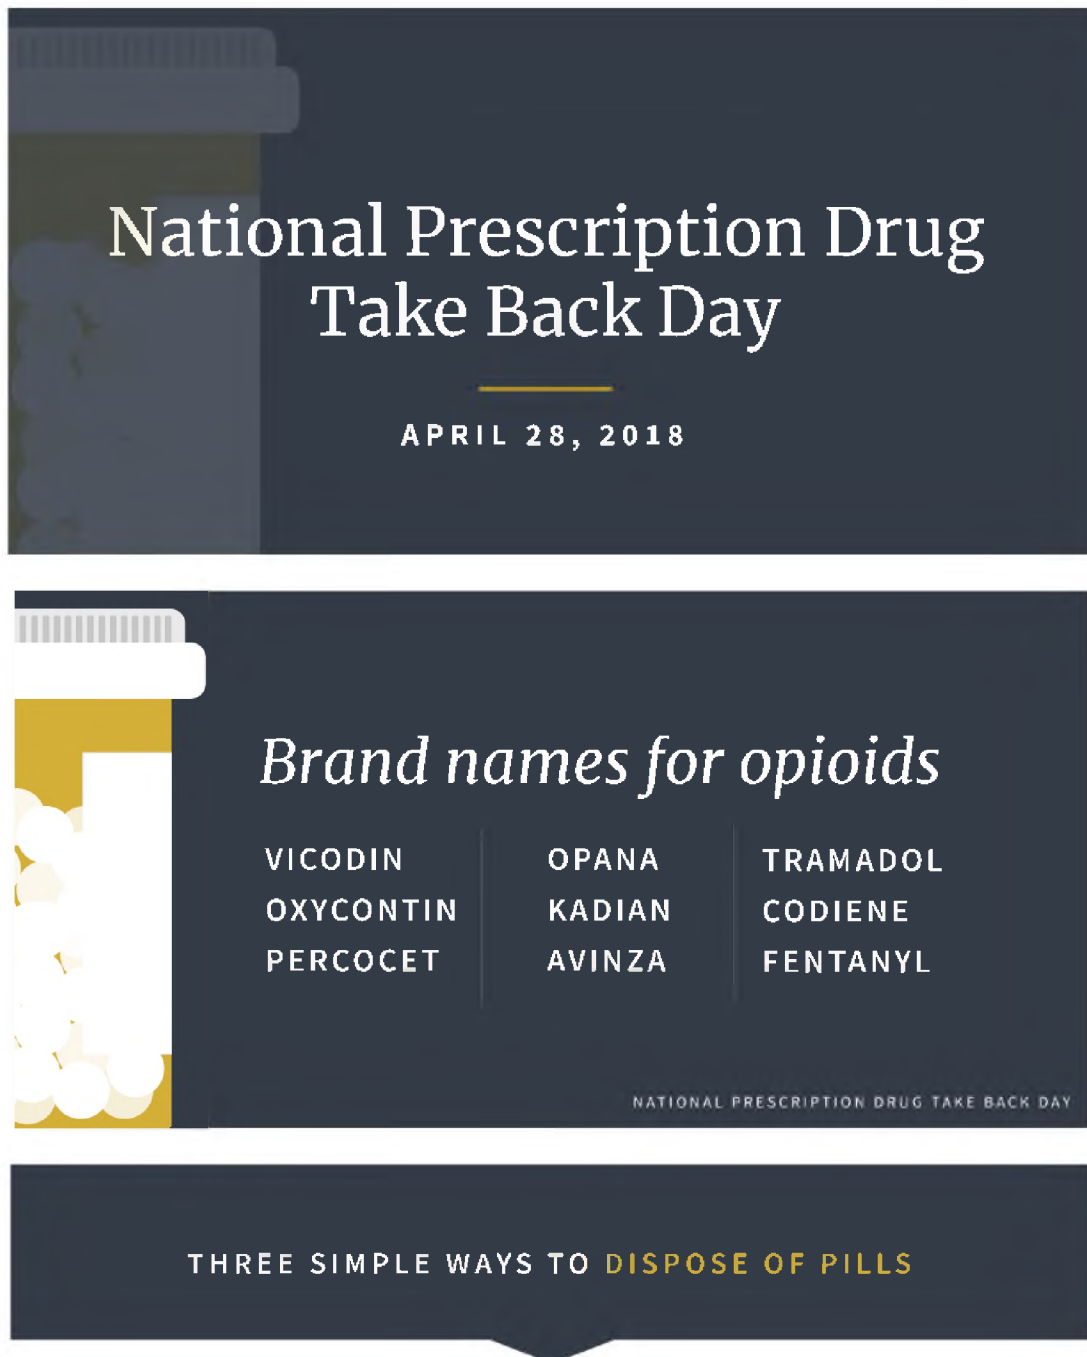 National Prescription Drug
Take Back Day
APRIL 28, 2018
Brand names for opioids
VICODIN
OXYCONTIN
PERCOCET
OPANA
KADIAN
AVINZA
TRAMADOL
CODIENE
FENTANYL
NATIONAL PRESCRIPTION DRUG TAKE BACK DAY
THREE SIMPLE WAYS TO DISPOSE OF PILLS